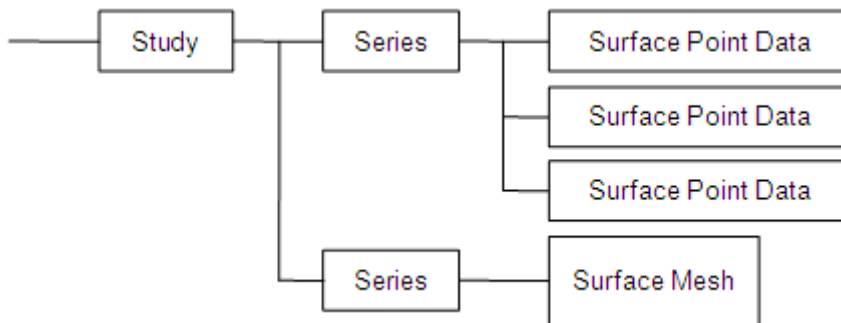 Study
Series
Surface Point Data
Surface Point Data
Surface Point Data
Series
Surface Mesh